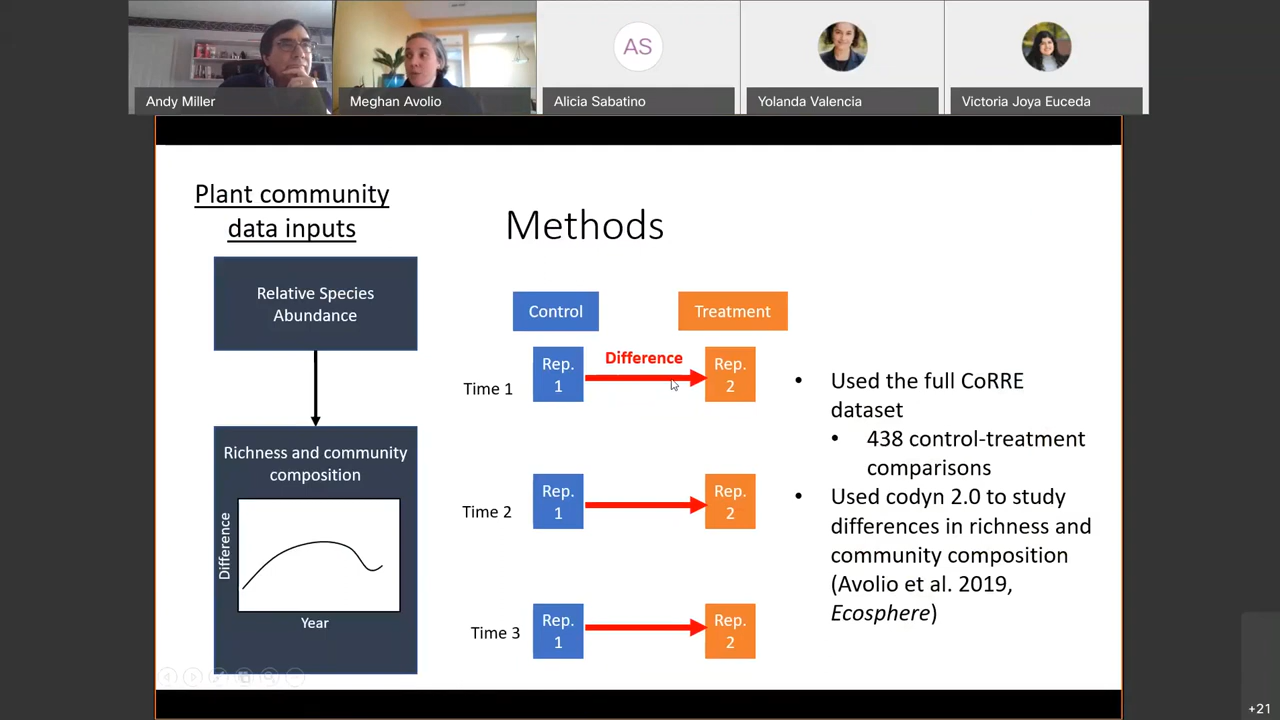 AS
Andy Miller
Meghan Avolio
Alicia Sabatino
Yolanda Valencia
Victoria Joya Euceda
Plant community
data inputs
Relative Species
Abundance
Richness and community
composition
Difference
Year
Methods
Control
Treatment
Time 1
Rep.
1
Difference
Rep.
2
Time 2
Rep.
1
Rep.
2
Time 3
Rep.
1
Rep.
2
• Used the full CoRRE
dataset
• 438 control-treatment
comparisons
• Used codyn 2.0 to study
differences in richness and
community composition
(Avolio et al. 2019,
Ecosphere)
+21